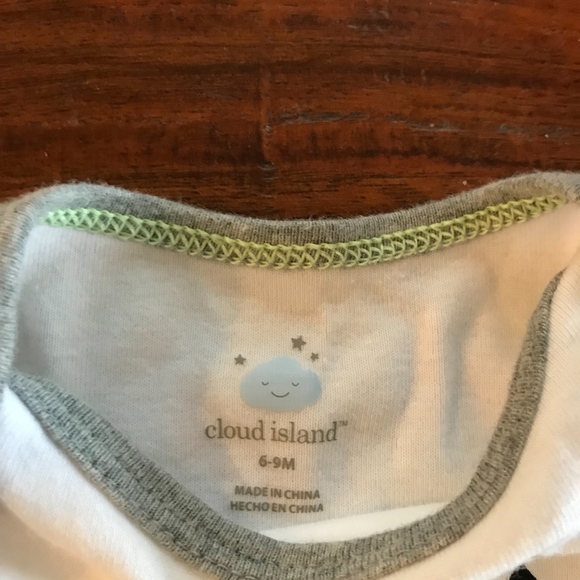 cloud island™
6-9M
MADE IN CHINA
HECHO EN CHINA